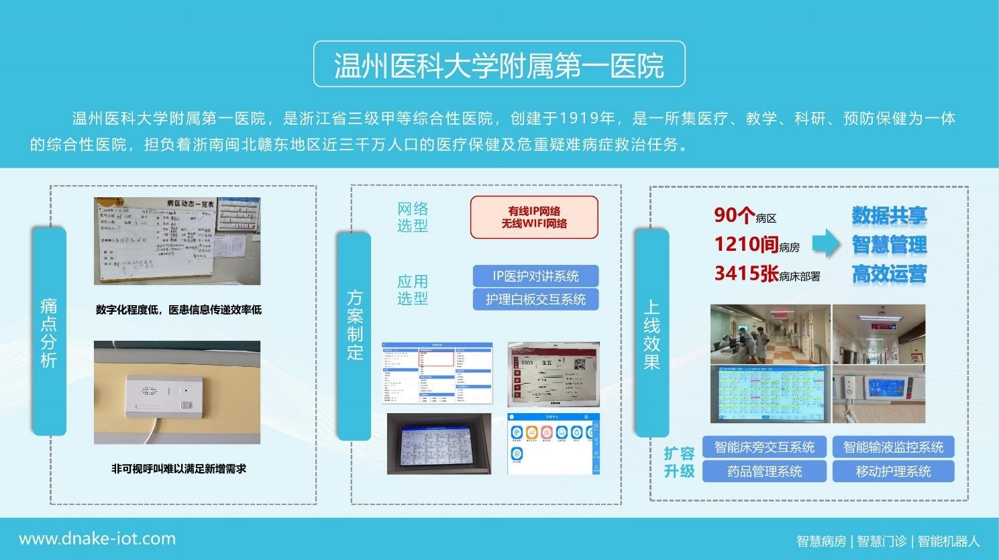 温州医科大学附属第一医院
温州医科大学附属第一医院，是浙江省三级甲等综合性医院，创建于1919年，是一所集医疗、教学、科研、预防保健为一体
的综合性医院，担负着浙南闽北赣东地区近三千万人口的医疗保健及危重疑难病症救治任务。
痛点分析
病区动态一览表
数字化程度低，医患信息传递效率低
非可视呼叫难以满足新增需求
方案制定
网络
选型
有线IP网络
无线WIFI网络
应用
选型
IP医护对讲系统
护理白板交互系统
1003
王五
上线效果
90个病区
1210间病房
3415张病床部署
数据共享
智慧管理
高效运营
扩容
升级
智能床旁交互系统
智能输液监控系统
药品管理系统
移动护理系统
www.dnake-iot.com
智慧病房 | 智慧门诊 | 智能机器人